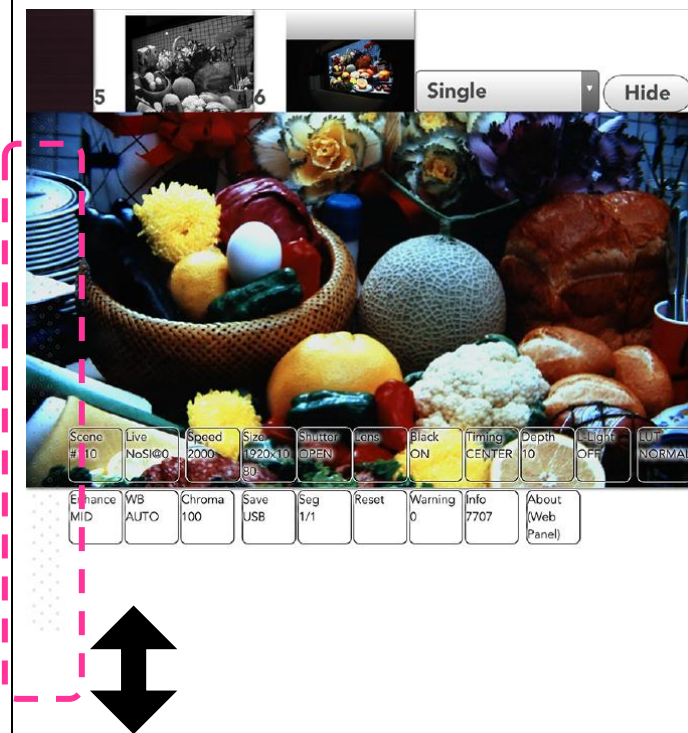 5
6
Single
Hide
Scene
#110
Live
NoSI@0
Speed
2000
Size
1920x10
80
Shutter
OPEN
Lens
Black
ON
Timing
CENTER
Depth
10
L-Light
OFF
LUT
NORMAL
Enhance
MID
WB
AUTO
Chroma
100
Save
USB
Seg
1/1
Reset
Warning
0
Info
7707
About
(Web
Panel)